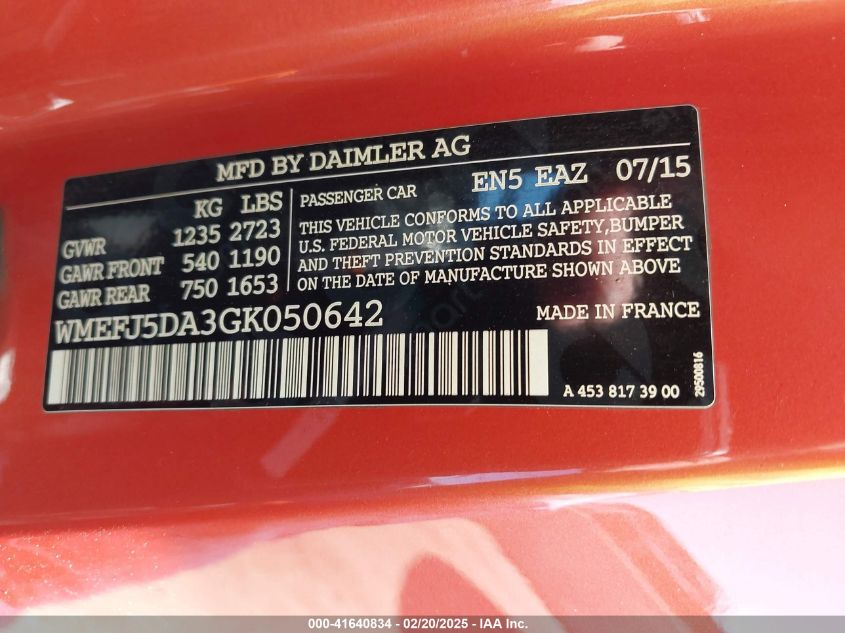 MFD BY DAIMLER AG
EN5 EAZ 07/15
KG LBS
GVWR 1235 2723
GAWR FRONT 540 1190
GAWR REAR 750 1653
PASSENGER CAR
THIS VEHICLE CONFORMS TO ALL APPLICABLE
U.S. FEDERAL MOTOR VEHICLE SAFETY,BUMPER
AND THEFT PREVENTION STANDARDS IN EFFECT
ON THE DATE OF MANUFACTURE SHOWN ABOVE
WMEFJ5DA3GK050642
MADE IN FRANCE
A 453 817 39 00
29500816
000-41640834 - 02/20/2025 - IAA Inc.